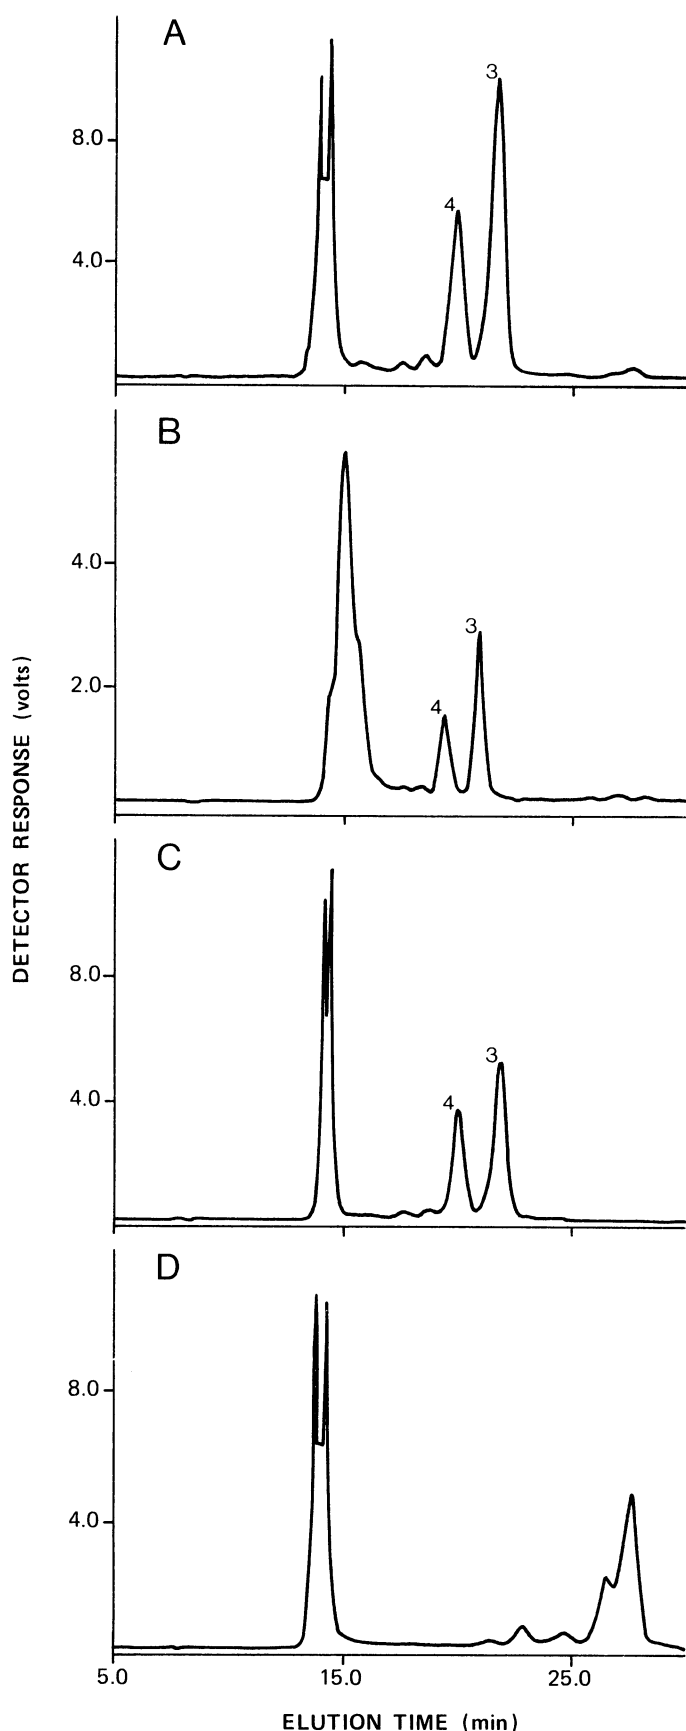 A
3
8.0
4
4.0
B
4.0
3
2.0
4
DETECTOR RESPONSE (volts)
C
8.0
3
4.0
4
D
8.0
4.0
5.0 15.0 25.0
ELUTION TIME (min)